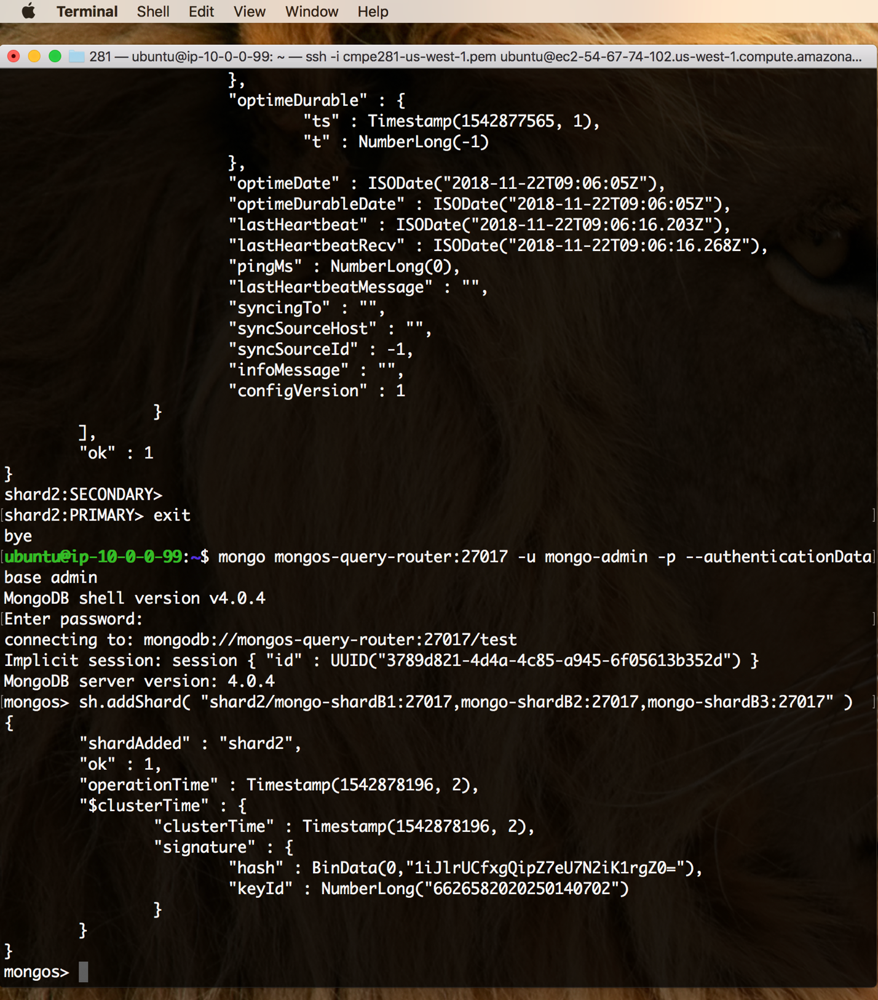 Terminal Shell Edit View Window Help
281 — ubuntu@ip-10-0-0-99: ~ — ssh -i cmpe281-us-west-1.pem ubuntu@ec2-54-67-74-102.us-west-1.compute.amazona...
},
"optimeDurable" : {
"ts" : Timestamp(1542877565, 1),
"t" : NumberLong(-1)
},
"optimeDate" : ISODate("2018-11-22T09:06:05Z"),
"optimeDurableDate" : ISODate("2018-11-22T09:06:05Z"),
"lastHeartbeat" : ISODate("2018-11-22T09:06:16.203Z"),
"lastHeartbeatRecv" : ISODate("2018-11-22T09:06:16.268Z"),
"pingMs" : NumberLong(0),
"lastHeartbeatMessage" : "",
"syncingTo" : "",
"syncSourceHost" : "",
"syncSourceId" : -1,
"infoMessage" : "",
"configVersion" : 1
}
],
"ok" : 1
}
shard2:SECONDARY>
[shard2:PRIMARY> exit ]
bye
[ubuntu@ip-10-0-0-99:~$ mongo mongos-query-router:27017 -u mongo-admin -p --authenticationData]
base admin
MongoDB shell version v4.0.4
[Enter password: ]
connecting to: mongodb://mongos-query-router:27017/test
Implicit session: session { "id" : UUID("3789d821-4d4a-4c85-a945-6f05613b352d") }
MongoDB server version: 4.0.4
[mongos> sh.addShard( "shard2/mongo-shardB1:27017,mongo-shardB2:27017,mongo-shardB3:27017" ) ]
{
"shardAdded" : "shard2",
"ok" : 1,
"operationTime" : Timestamp(1542878196, 2),
"$clusterTime" : {
"clusterTime" : Timestamp(1542878196, 2),
"signature" : {
"hash" : BinData(0,"1iJlrUCfxgQipZ7eU7N2iK1rgZ0="),
"keyId" : NumberLong("6626582020250140702")
}
}
}
mongos>